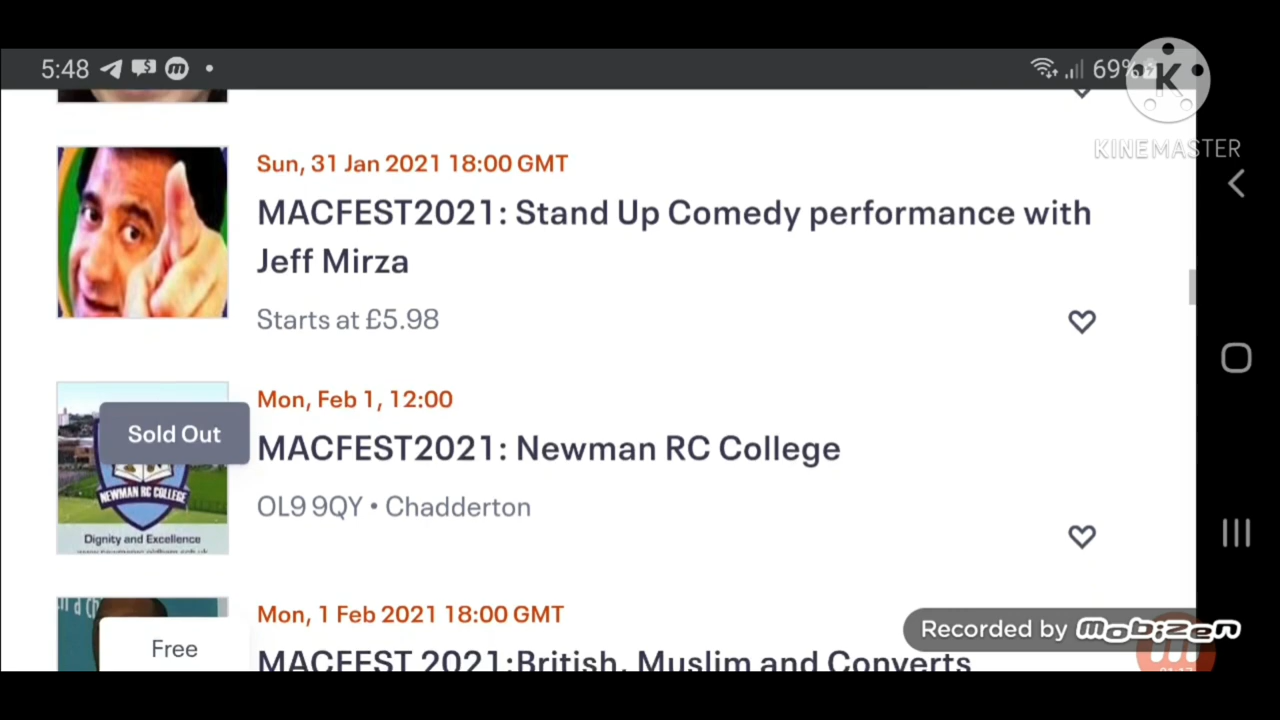 5:48
69%
K
KINEMASTER
Sun, 31 Jan 2021 18:00 GMT
MACFEST2021: Stand Up Comedy performance with
Jeff Mirza
Starts at £5.98
Sold Out
NEWMAN RC COLLEGE
Dignity and Excellence
Mon, Feb 1, 12:00
MACFEST2021: Newman RC College
OL9 9QY • Chadderton
Free
Mon, 1 Feb 2021 18:00 GMT
MACFEST 2021:British, Muslim and Converts
Recorded by mobizen